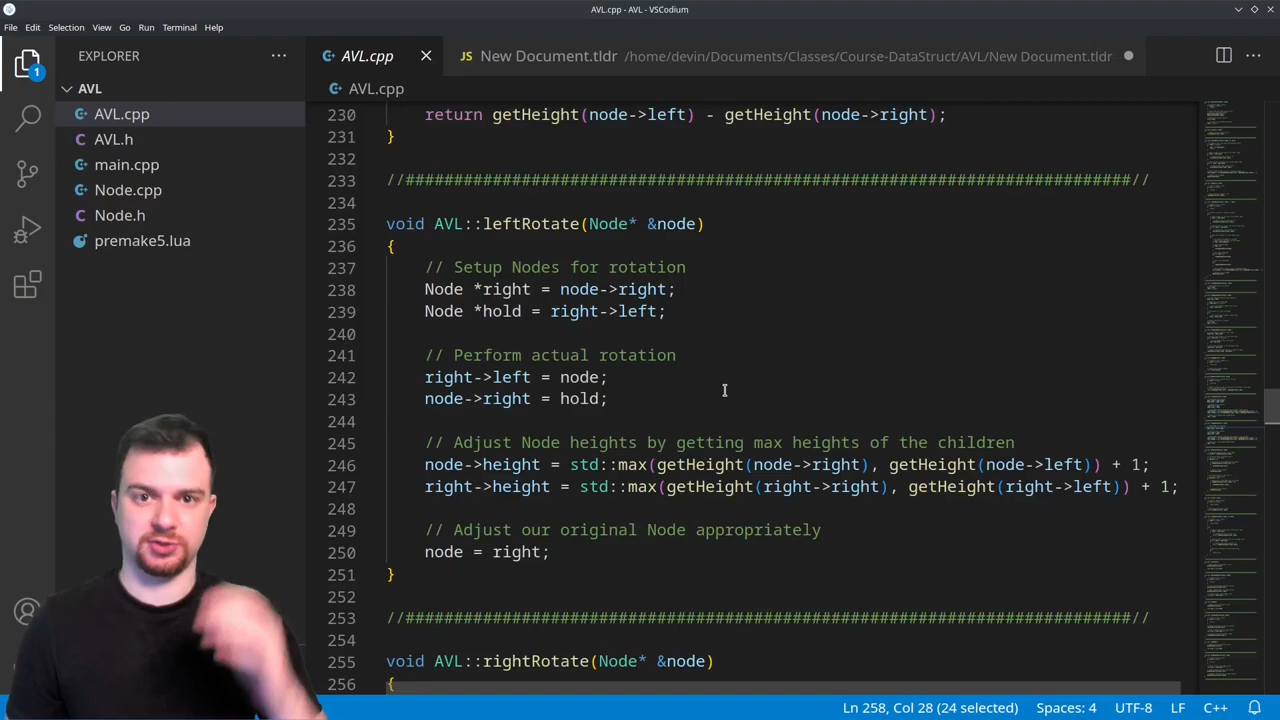 AVL.cpp - AVL - VSCodium
File Edit Selection View Go Run Terminal Help
EXPLORER
AVL.cpp
JS New Document.tldr /home/devin/Documents/Classes/Course-DataStruct/AVL/New Document.tldr
1
AVL
AVL.cpp
AVL.cpp
AVL.h
main.cpp
Node.cpp
Node.h
premake5.lua
230 return getHeight(node->left) - getHeight(node->right);
231 }
232
233 //###########################################################################//
234
void AVL::leftRotate(Node* &node)
236 {
237 // Setup Nodes for rotation
238 Node *right = node->right;
239 Node *hold = right->left;
240
// Perform actual rotation
242 right->left = node;
243 node->right = hold;
// Adjust Node heights by getting max heights of the children
node->height = std::max(getHeight(node->right), getHeight(node->left)) + 1;
247 right->height = std::max(getHeight(right->right), getHeight(right->left)) + 1;
248
Adjust our original Node appropriately
250 node = right;
251 }
252
253 //###########################################################################//
254
255 void AVL::rightRotate(Node* &node)
256 {
Ln 258, Col 28 (24 selected) Spaces: 4 UTF-8 LF C++